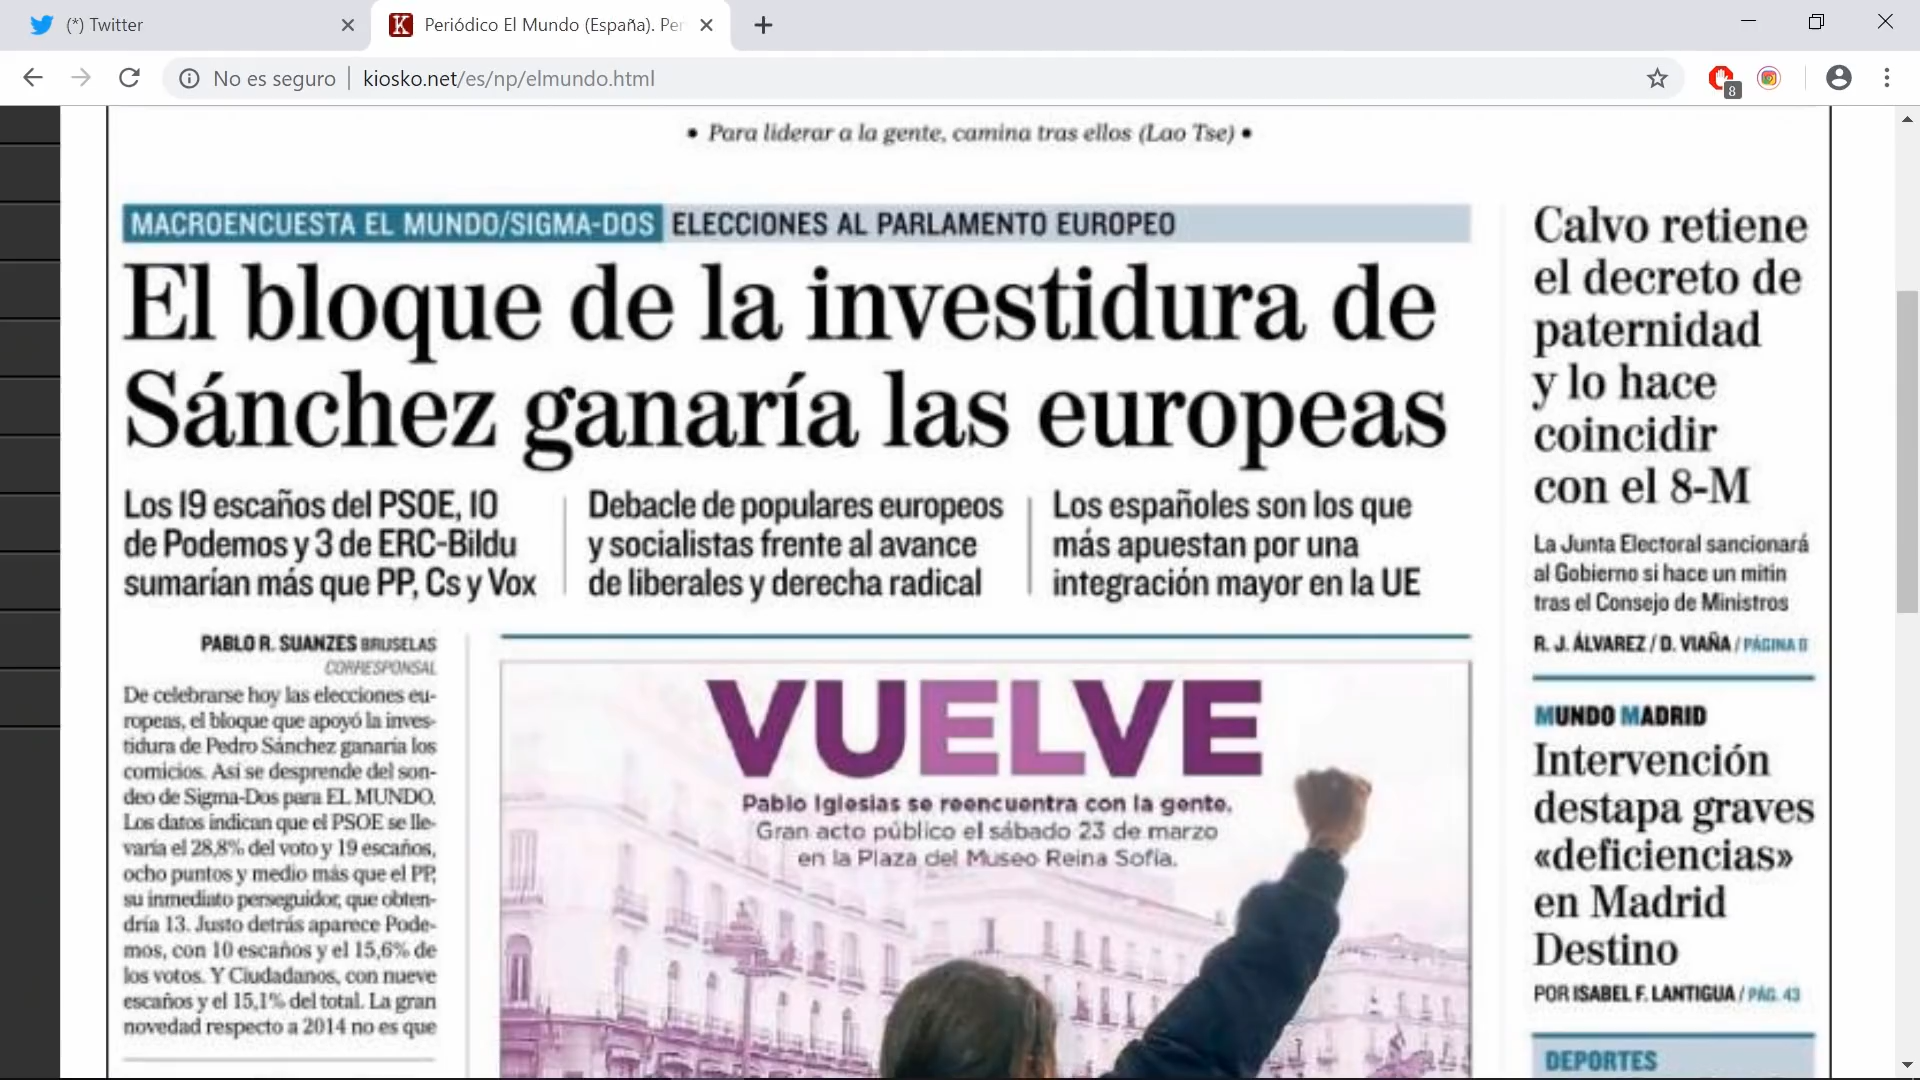 (*) Twitter
Periódico El Mundo (España). Per
No es seguro
kiosko.net/es/np/elmundo.html
8
• Para liderar a la gente, camina tras ellos (Lao Tse) •
MACROENCUESTA EL MUNDO/SIGMA-DOS ELECCIONES AL PARLAMENTO EUROPEO
El bloque de la investidura de
Sánchez ganaría las europeas
Los 19 escaños del PSOE, 10
de Podemos y 3 de ERC-Bildu
sumarían más que PP, Cs y Vox
Debacle de populares europeos
y socialistas frente al avance
de liberales y derecha radical
Los españoles son los que
más apuestan por una
integración mayor en la UE
PABLO R. SUANZES BRUSELAS
CORRESPONSAL
De celebrarse hoy las elecciones eu-
ropeas, el bloque que apoyó la inves-
tidura de Pedro Sánchez ganaría los
comicios. Así se desprende del son-
deo de Sigma-Dos para EL MUNDO.
Los datos indican que el PSOE se lle-
varía el 28,8% del voto y 19 escaños,
ocho puntos y medio más que el PP,
su inmediato perseguidor, que obten-
dría 13. Justo detrás aparece Pode-
mos, con 10 escaños y el 15,6% de
los votos. Y Ciudadanos, con nueve
escaños y el 15,1% del total. La gran
novedad respecto a 2014 no es que
VUELVE
Pablo Iglesias se reencuentra con la gente.
Gran acto público el sábado 23 de marzo
en la Plaza del Museo Reina Sofía.
Calvo retiene
el decreto de
paternidad
y lo hace
coincidir
con el 8-M
La Junta Electoral sancionará
al Gobierno si hace un mitin
tras el Consejo de Ministros
R. J. ÁLVAREZ / D. VIAÑA / PÁGINA
MUNDO MADRID
Intervención
destapa graves
«deficiencias»
en Madrid
Destino
POR ISABEL F. LANTIGUA / PÁG. 43
DEPORTES